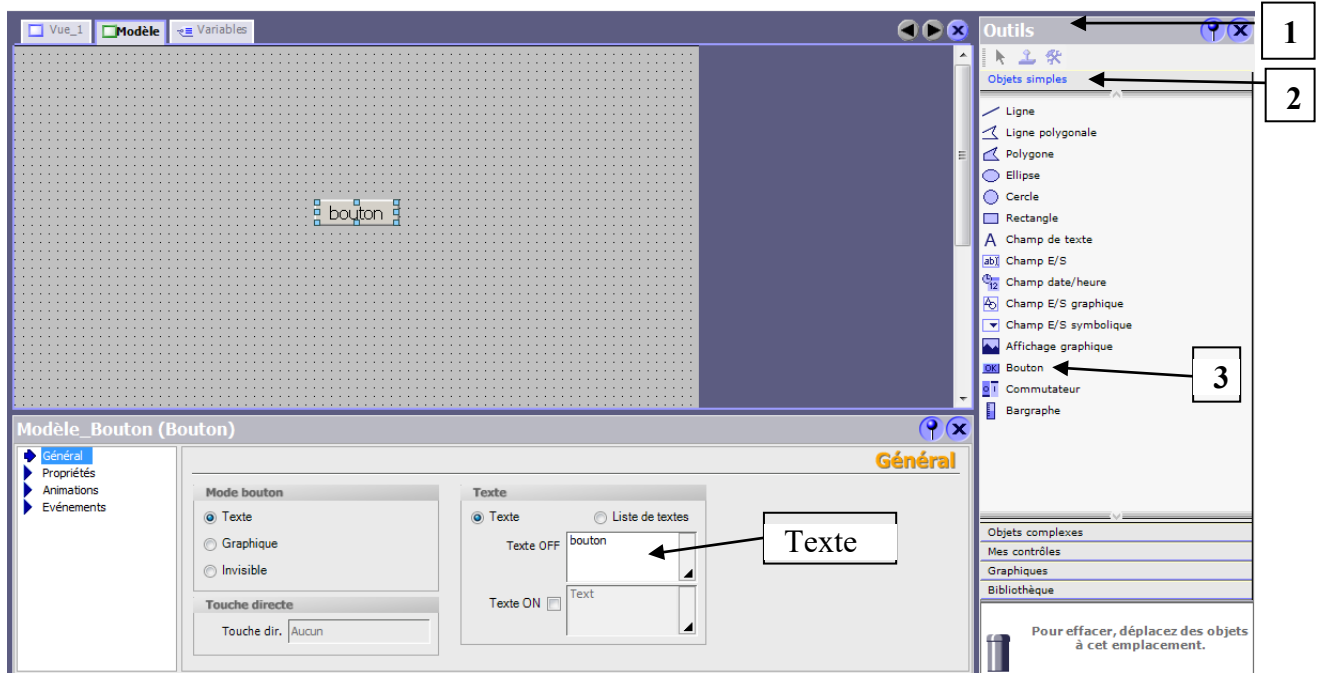 Vue_1
Modèle
Variables
Outils
1
Objets simples
2
Ligne
Ligne polygonale
Polygone
Ellipse
Cercle
Rectangle
A Champ de texte
ab Champ E/S
12 Champ date/heure
Champ E/S graphique
Champ E/S symbolique
Affichage graphique
OK Bouton
3
Commutateur
Bargraphe
bouton
Objets complexes
Mes contrôles
Graphiques
Bibliothèque
Pour effacer, déplacez des objets
à cet emplacement.
Modèle_Bouton (Bouton)
Général
Propriétés
Animations
Evénements
Général
Mode bouton
Texte
Graphique
Invisible
Touche directe
Touche dir. Aucun
Texte
Texte Liste de textes
Texte OFF bouton
Texte ON Text
Texte